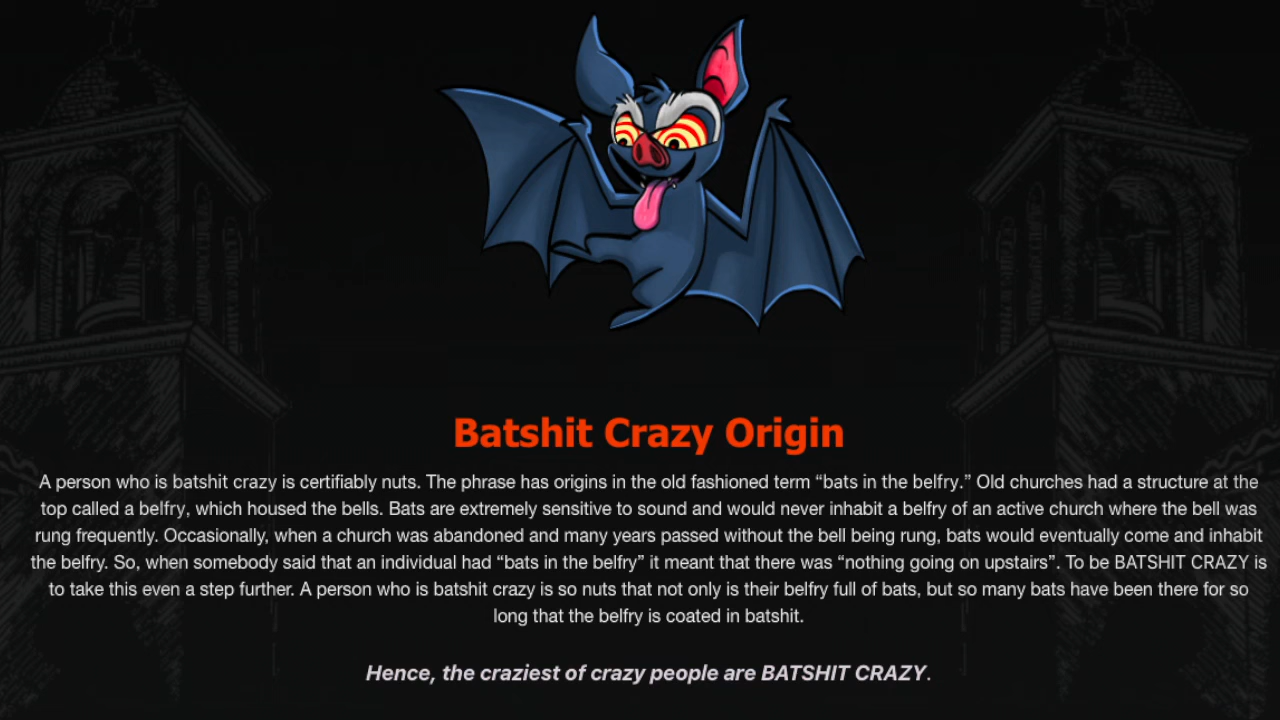 Batshit Crazy Origin
A person who is batshit crazy is certifiably nuts. The phrase has origins in the old fashioned term “bats in the belfry.” Old churches had a structure at the
top called a belfry, which housed the bells. Bats are extremely sensitive to sound and would never inhabit a belfry of an active church where the bell was
rung frequently. Occasionally, when a church was abandoned and many years passed without the bell being rung, bats would eventually come and inhabit
the belfry. So, when somebody said that an individual had “bats in the belfry” it meant that there was “nothing going on upstairs”. To be BATSHIT CRAZY is
to take this even a step further. A person who is batshit crazy is so nuts that not only is their belfry full of bats, but so many bats have been there for so
long that the belfry is coated in batshit.
Hence, the craziest of crazy people are BATSHIT CRAZY.